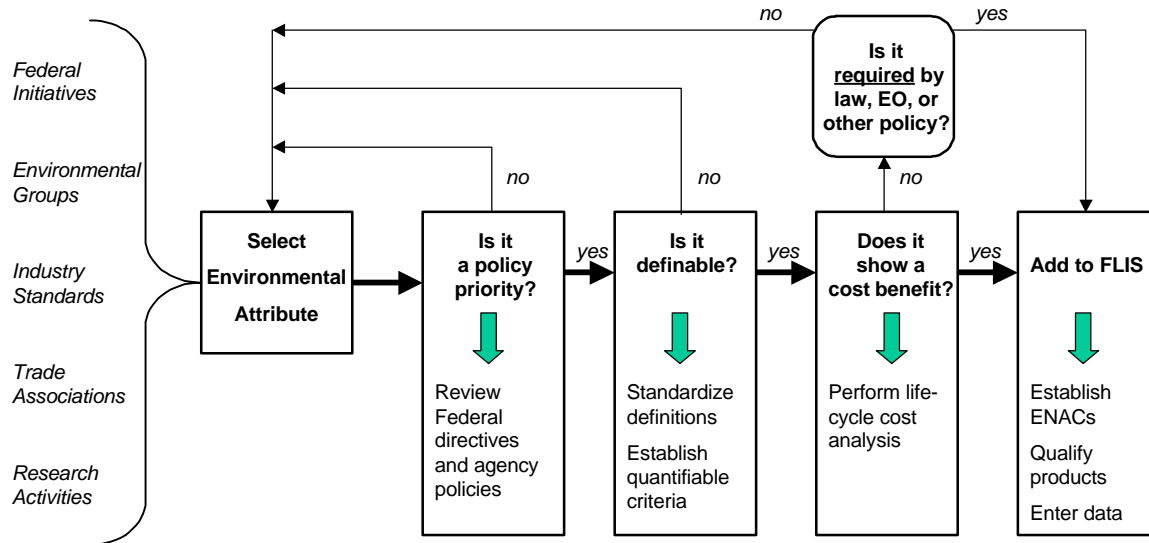 no
yes
Is it
required by
law, EO, or
other policy?
Federal
Initiatives
Environmental
Groups
Industry
Standards
Trade
Associations
Research
Activities
no
no
no
Select
Environmental
Attribute
Is it
a policy
priority?
Review
Federal
directives
and agency
policies
yes
Is it
definable?
Standardize
definitions
Establish
quantifiable
criteria
yes
Does it
show a
cost benefit?
Perform life-
cycle cost
analysis
yes
Add to FLIS
Establish
ENACs
Qualify
products
Enter data